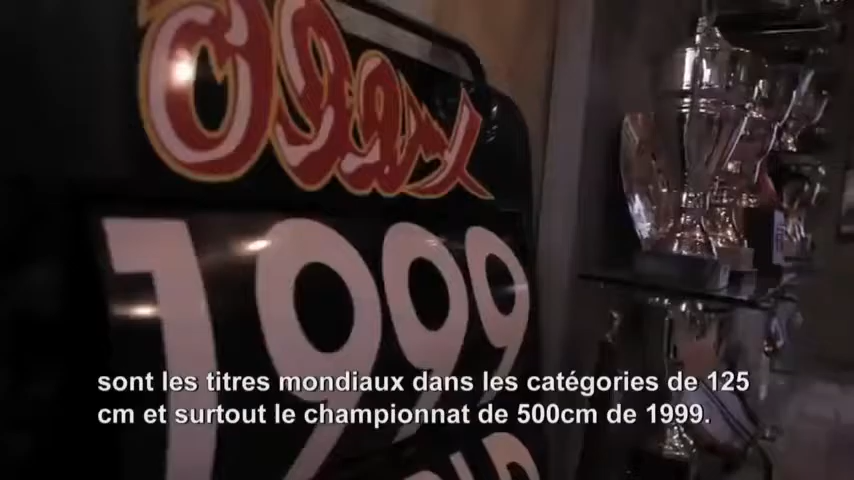 Àlex
1999
sont les titres mondiaux dans les catégories de 125
cm et surtout le championnat de 500cm de 1999.